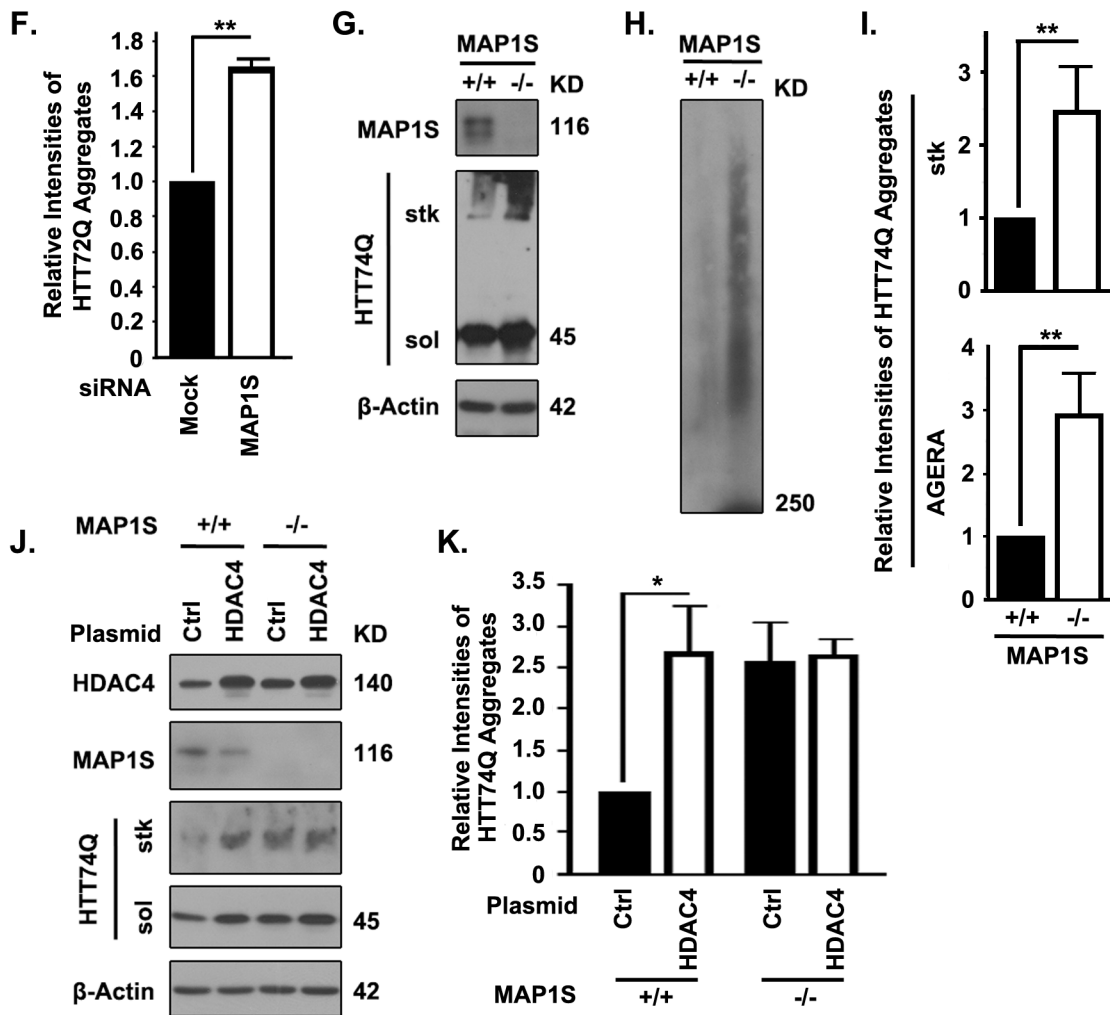 F.
Relative Intensities of
HTT72Q Aggregates
1.8
1.6
1.4
1.2
1.0
0.8
0.6
0.4
0.2
0
**
siRNA
Mock
MAP1S
G.
MAP1S
+/+ -/- KD
MAP1S 116
HTT74Q
stk
sol 45
β-Actin 42
H.
MAP1S
+/+ -/-
KD
250
I.
Relative Intensities of HTT74Q Aggregates
stk
3
2
1
0
**
AGERA
4
3
2
1
0
**
+/+ -/-
MAP1S
J.
MAP1S +/+ -/-
Plasmid Ctrl HDAC4 Ctrl HDAC4 KD
HDAC4 140
MAP1S 116
HTT74Q
stk
sol 45
β-Actin 42
K.
Relative Intensities of
HTT74Q Aggregates
3.5
3.0
2.5
2.0
1.5
1.0
0.5
0
*
Plasmid Ctrl HDAC4 Ctrl HDAC4
MAP1S +/+ -/-